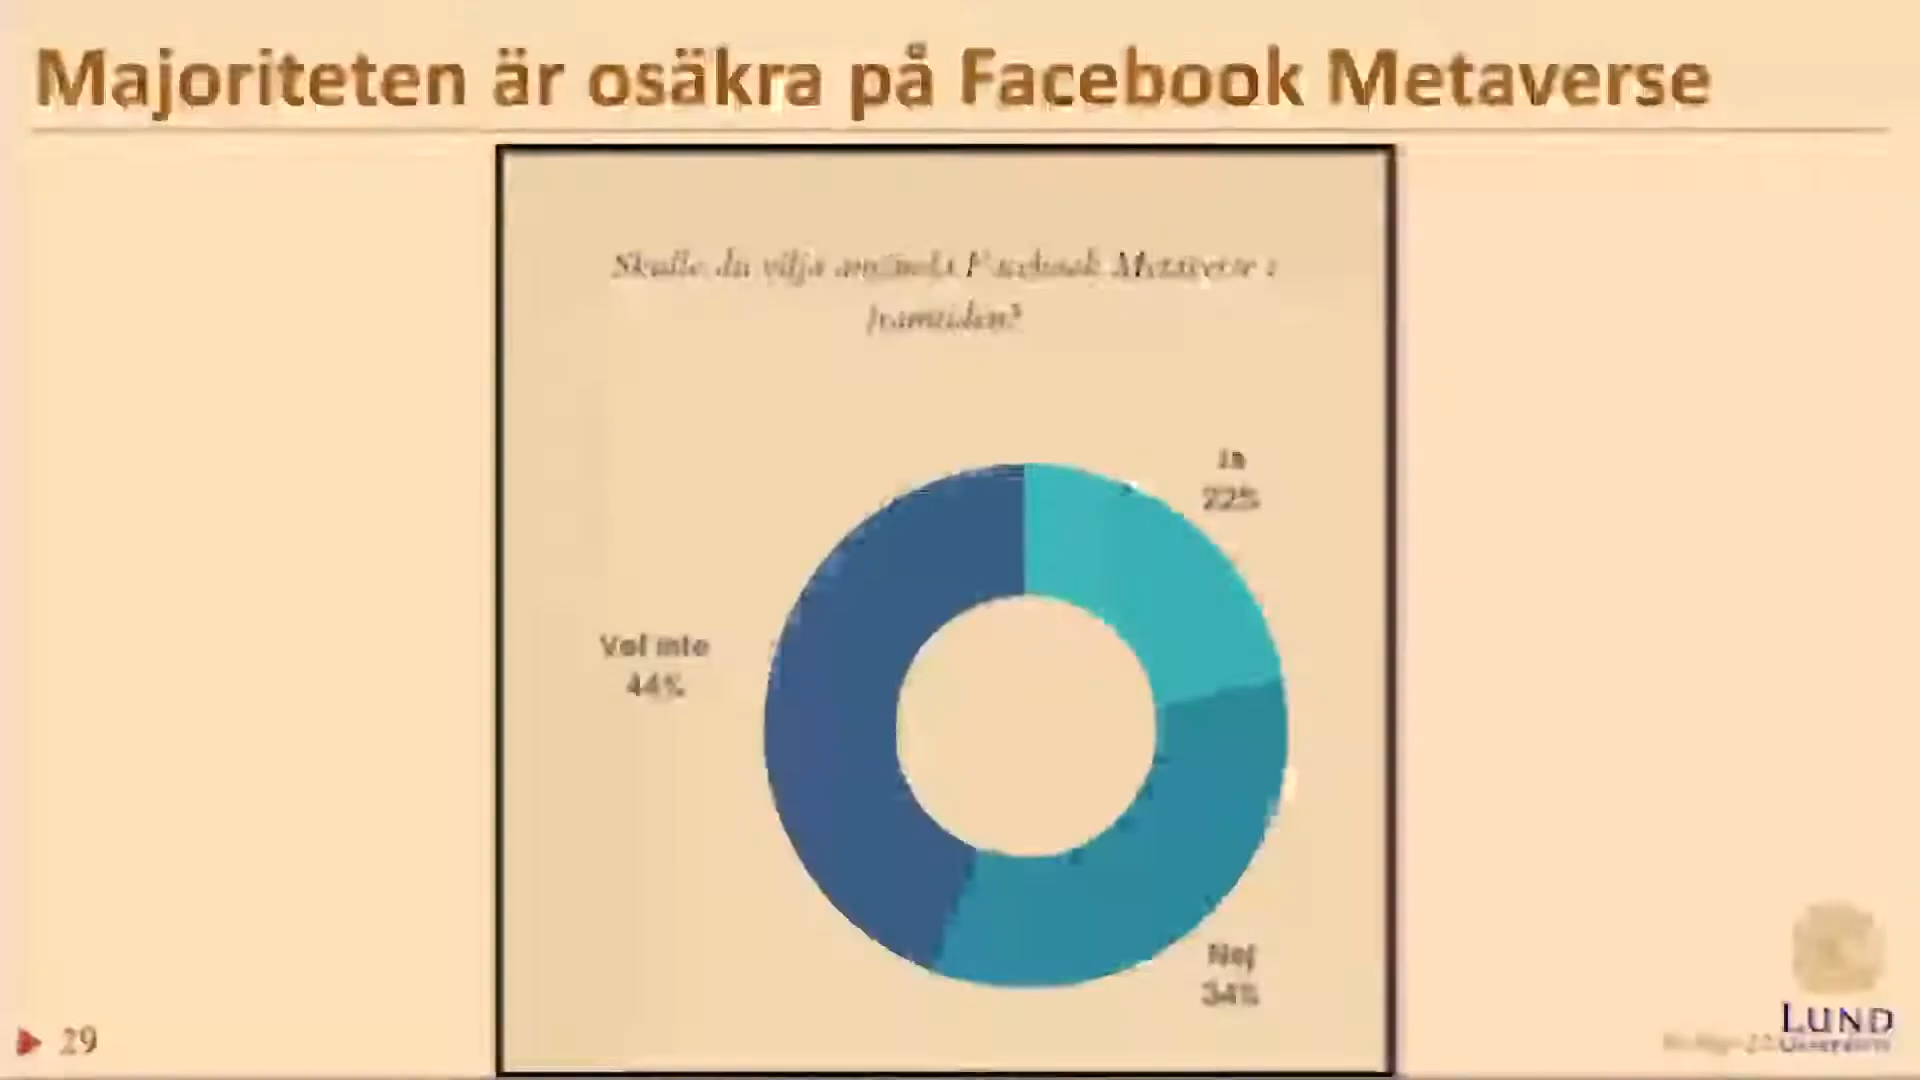 Majoriteten är osäkra på Facebook Metaverse
Skulle du vilja använda Facebook Metaverse i
framtiden?
Ja
22%
Vet inte
44%
Nej
34%
29
LUND
UNIVERSITY